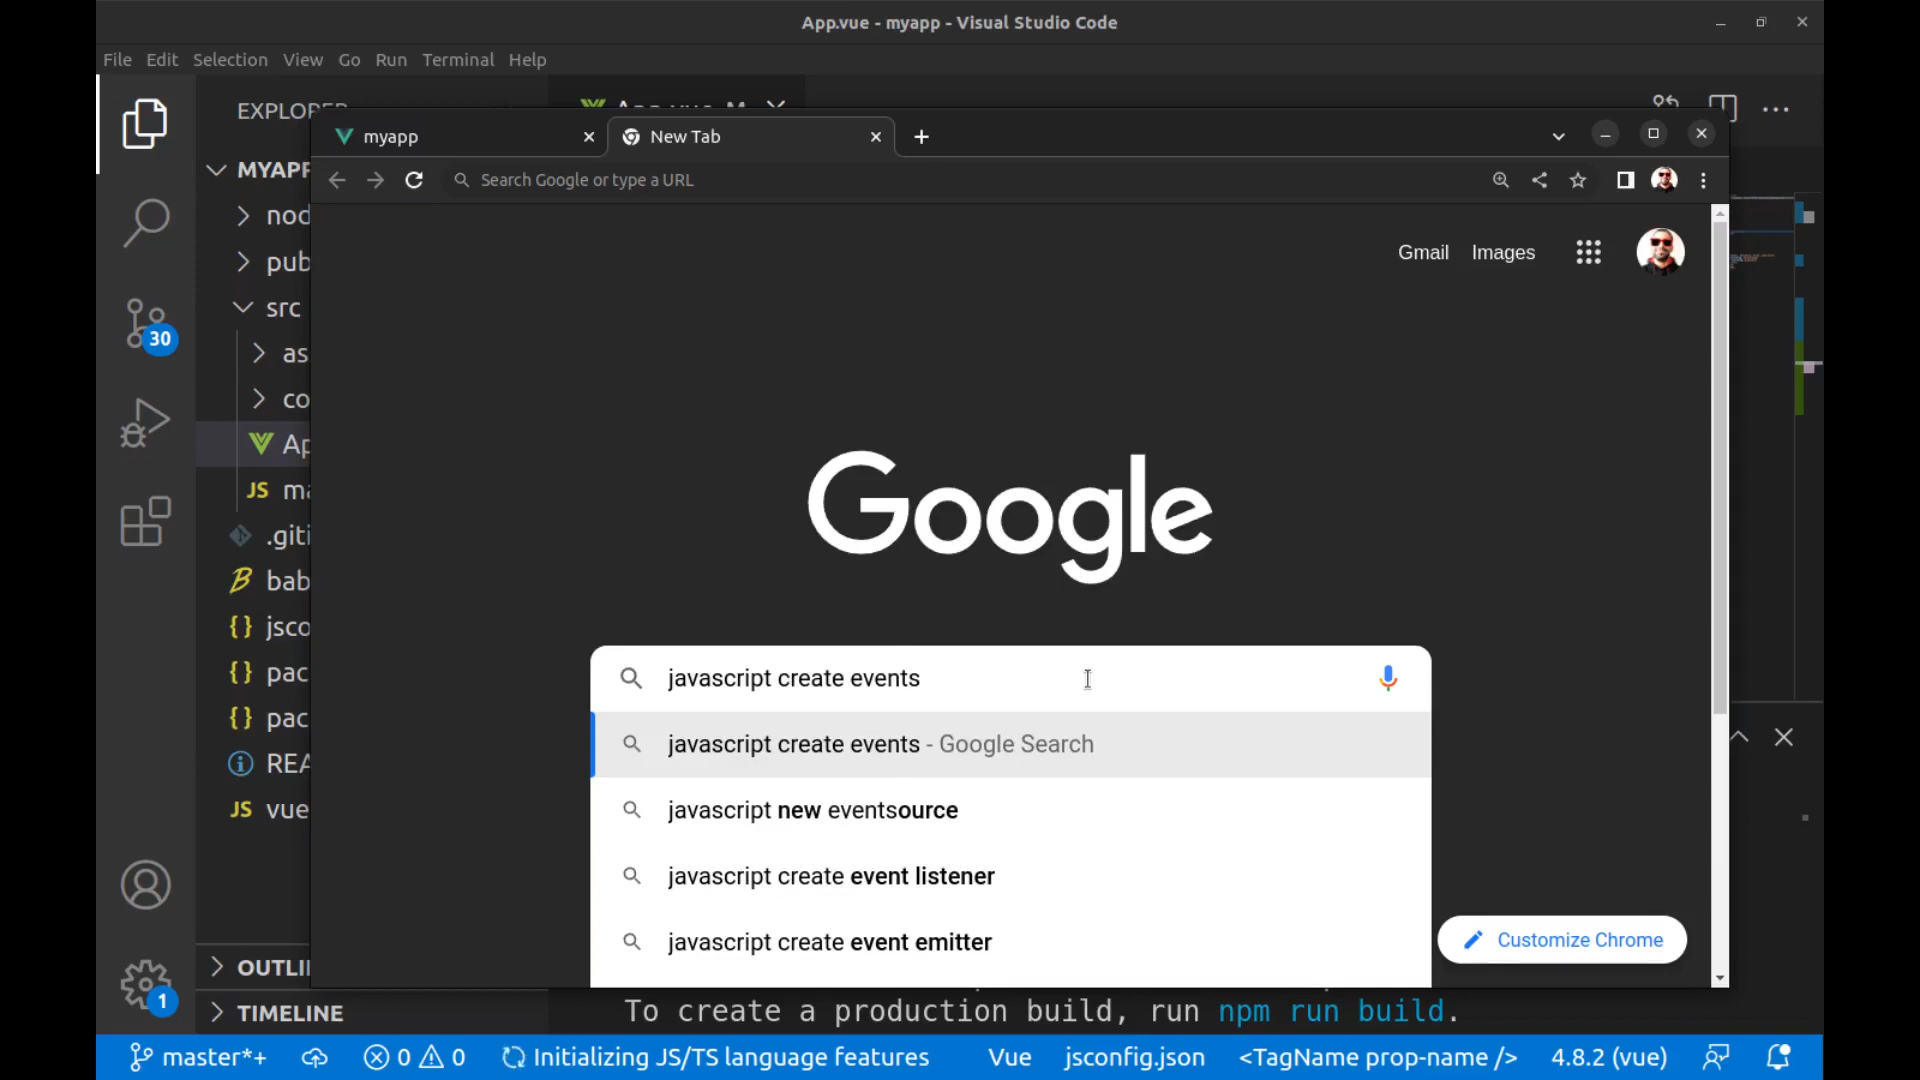 App.vue - myapp - Visual Studio Code
File Edit Selection View Go Run Terminal Help
EXPLORER
App.vue M
myapp
New Tab
MYAPP
Search Google or type a URL
nod
pub
Gmail Images
src
30
as
co
Ap
JS ma
.giti
Google
bab
{} jsco
javascript create events
{} pac
javascript create events - Google Search
{} pac
REA
javascript new eventsource
JS vue
javascript create event listener
javascript create event emitter
Customize Chrome
OUTLI
1
TIMELINE
To create a production build, run npm run build.
master*+ 0 0 Initializing JS/TS language features Vue jsconfig.json <TagName prop-name /> 4.8.2 (vue)